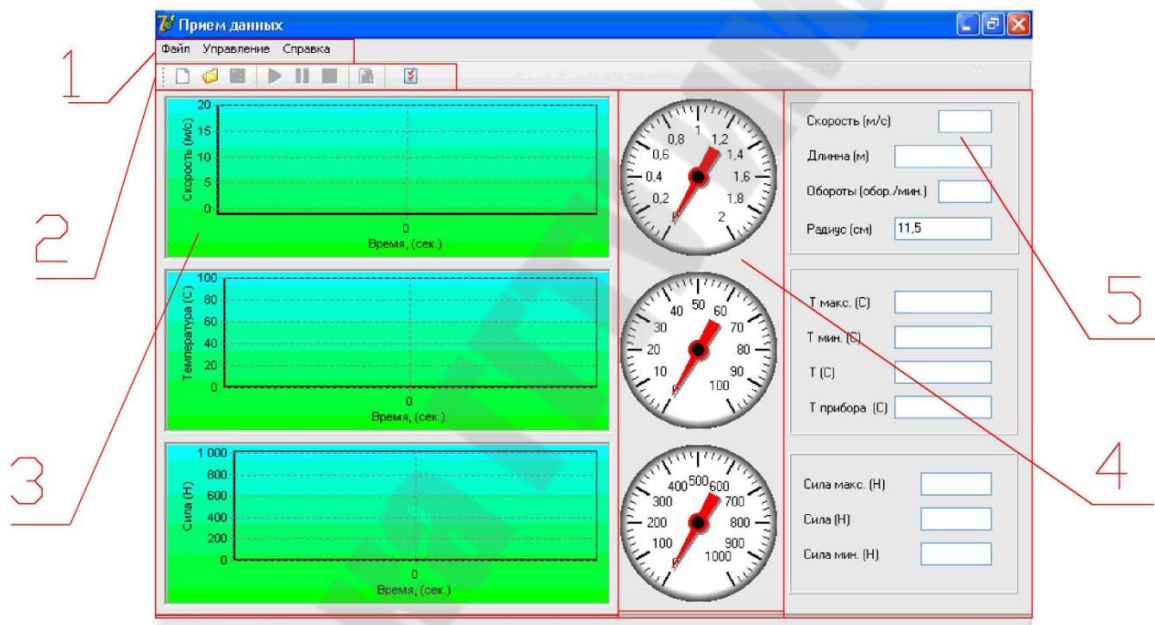 Прием данных
Файл Управление Справка
1
2
3
4
5
20
15
10
5
0
Скорость (м/с)
0
Время, (сек.)
0 0,2 0,4 0,6 0,8 1 1,2 1,4 1,6 1,8 2
Скорость (м/с)
Длинна (м)
Обороты (обор./мин.)
Радиус (см) 11,5
100
80
60
40
20
0
Температура (С)
0
Время, (сек.)
0 10 20 30 40 50 60 70 80 90 100
Т макс. (С)
Т мин. (С)
Т (С)
Т прибора (С)
1 000
800
600
400
200
0
Сила (Н)
0
Время, (сек.)
0 100 200 300 400 500 600 700 800 900 1000
Сила макс. (Н)
Сила (Н)
Сила мин. (Н)